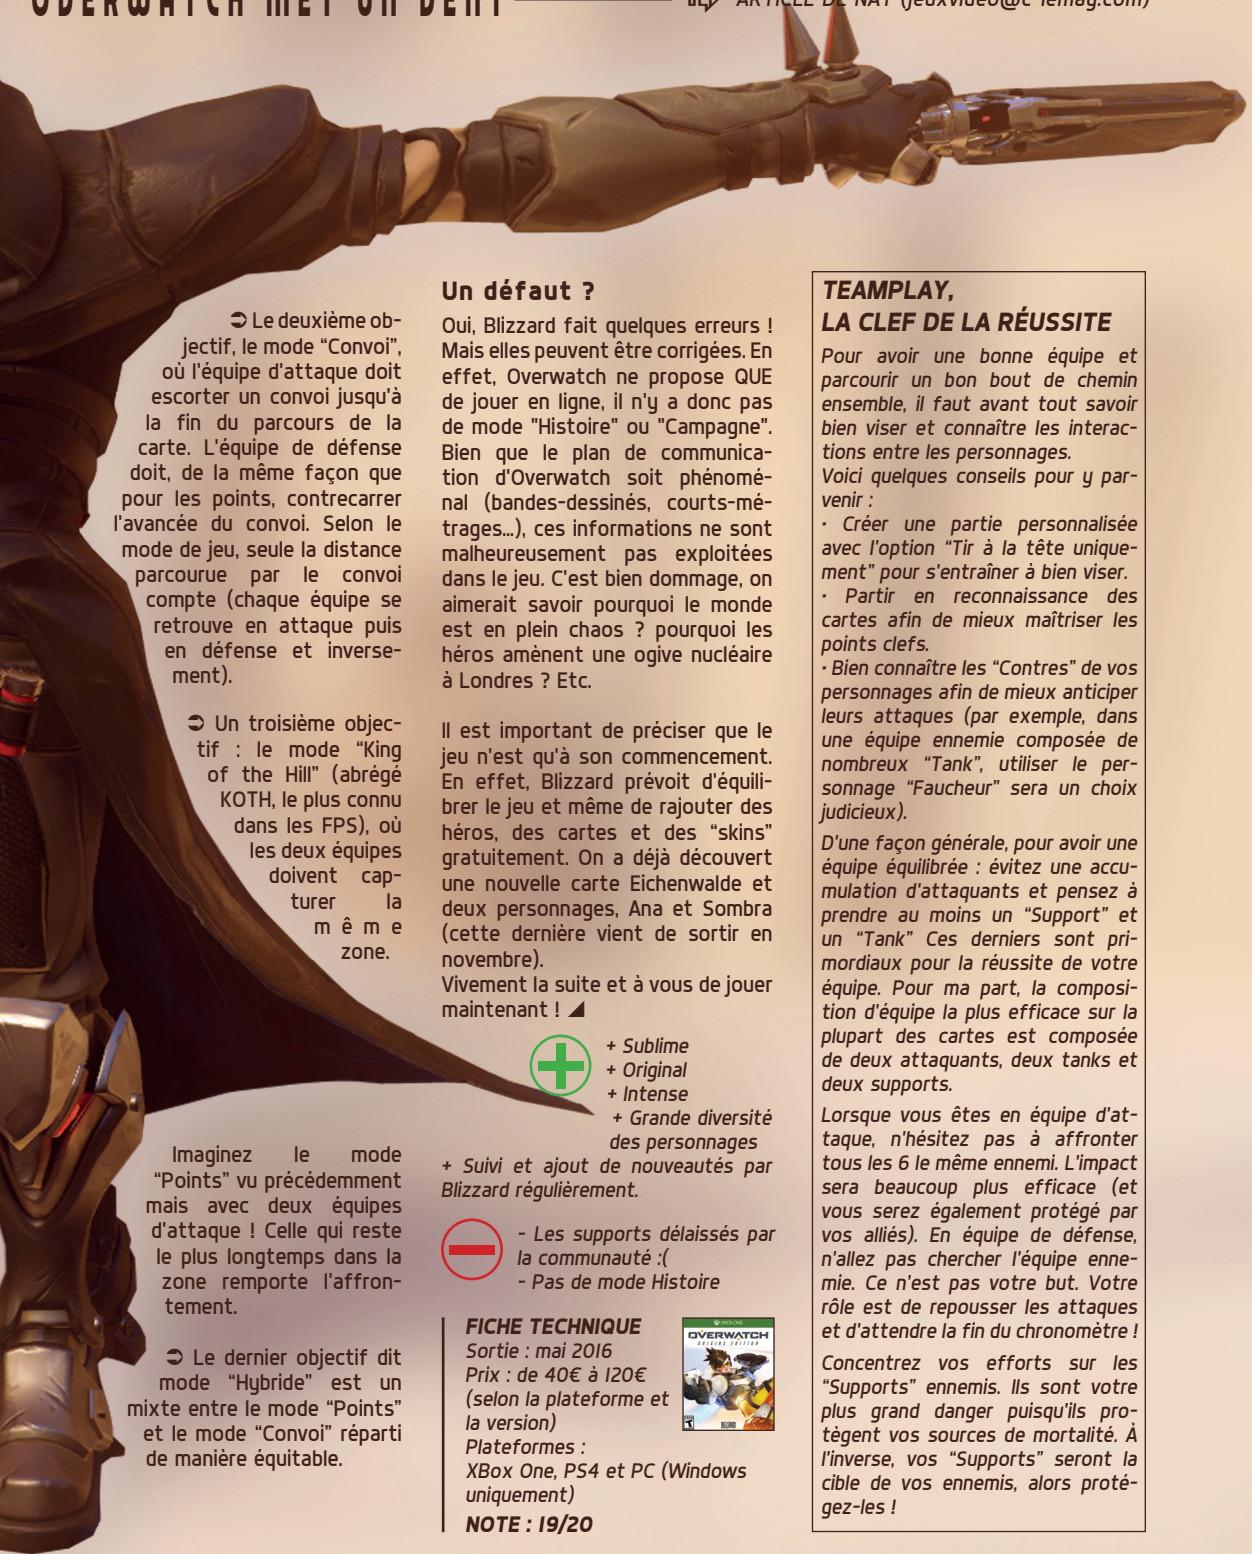 OVERWATCH MET UN DENT
ARTICLE DE NAT (jeuxvideo@c-lemag.com)
➲ Le deuxième ob-
jectif, le mode “Convoi”,
où l'équipe d'attaque doit
escorter un convoi jusqu'à
la fin du parcours de la
carte. L'équipe de défense
doit, de la même façon que
pour les points, contrecarrer
l'avancée du convoi. Selon le
mode de jeu, seule la distance
parcourue par le convoi
compte (chaque équipe se
retrouve en attaque puis
en défense et inverse-
ment).
➲ Un troisième objec-
tif : le mode “King
of the Hill” (abrégé
KOTH, le plus connu
dans les FPS), où
les deux équipes
doivent cap-
turer la
même
zone.
Imaginez le mode
“Points” vu précédemment
mais avec deux équipes
d'attaque ! Celle qui reste
le plus longtemps dans la
zone remporte l'affron-
tement.
➲ Le dernier objectif dit
mode “Hybride” est un
mixte entre le mode “Points”
et le mode “Convoi” réparti
de manière équitable.
Un défaut ?
Oui, Blizzard fait quelques erreurs !
Mais elles peuvent être corrigées. En
effet, Overwatch ne propose QUE
de jouer en ligne, il n'y a donc pas
de mode "Histoire" ou "Campagne".
Bien que le plan de communica-
tion d'Overwatch soit phénomé-
nal (bandes-dessinés, courts-mé-
trages...), ces informations ne sont
malheureusement pas exploitées
dans le jeu. C'est bien dommage, on
aimerait savoir pourquoi le monde
est en plein chaos ? pourquoi les
héros amènent une ogive nucléaire
à Londres ? Etc.
Il est important de préciser que le
jeu n'est qu'à son commencement.
En effet, Blizzard prévoit d'équili-
brer le jeu et même de rajouter des
héros, des cartes et des “skins”
gratuitement. On a déjà découvert
une nouvelle carte Eichenwalde et
deux personnages, Ana et Sombra
(cette dernière vient de sortir en
novembre).
Vivement la suite et à vous de jouer
maintenant !
+ Sublime
+ Original
+ Intense
+ Grande diversité
des personnages
+ Suivi et ajout de nouveautés par
Blizzard régulièrement.
- Les supports délaissés par
la communauté :(
- Pas de mode Histoire
FICHE TECHNIQUE
Sortie : mai 2016
Prix : de 40€ à 120€
(selon la plateforme et
la version)
Plateformes :
XBox One, PS4 et PC (Windows
uniquement)
NOTE : 19/20
XBOX ONE
OVERWATCH
ORIGINS EDITION
T
BLIZZARD
TEAMPLAY,
LA CLEF DE LA RÉUSSITE
Pour avoir une bonne équipe et
parcourir un bon bout de chemin
ensemble, il faut avant tout savoir
bien viser et connaître les interac-
tions entre les personnages.
Voici quelques conseils pour y par-
venir :
· Créer une partie personnalisée
avec l'option “Tir à la tête unique-
ment” pour s'entraîner à bien viser.
· Partir en reconnaissance des
cartes afin de mieux maîtriser les
points clefs.
· Bien connaître les “Contres” de vos
personnages afin de mieux anticiper
leurs attaques (par exemple, dans
une équipe ennemie composée de
nombreux “Tank”, utiliser le per-
sonnage “Faucheur” sera un choix
judicieux).
D'une façon générale, pour avoir une
équipe équilibrée : évitez une accu-
mulation d'attaquants et pensez à
prendre au moins un “Support” et
un “Tank” Ces derniers sont pri-
mordiaux pour la réussite de votre
équipe. Pour ma part, la composi-
tion d'équipe la plus efficace sur la
plupart des cartes est composée
de deux attaquants, deux tanks et
deux supports.
Lorsque vous êtes en équipe d'at-
taque, n'hésitez pas à affronter
tous les 6 le même ennemi. L'impact
sera beaucoup plus efficace (et
vous serez également protégé par
vos alliés). En équipe de défense,
n'allez pas chercher l'équipe enne-
mie. Ce n'est pas votre but. Votre
rôle est de repousser les attaques
et d'attendre la fin du chronomètre !
Concentrez vos efforts sur les
“Supports” ennemis. Ils sont votre
plus grand danger puisqu'ils pro-
tègent vos sources de mortalité. À
l'inverse, vos “Supports” seront la
cible de vos ennemis, alors proté-
gez-les !